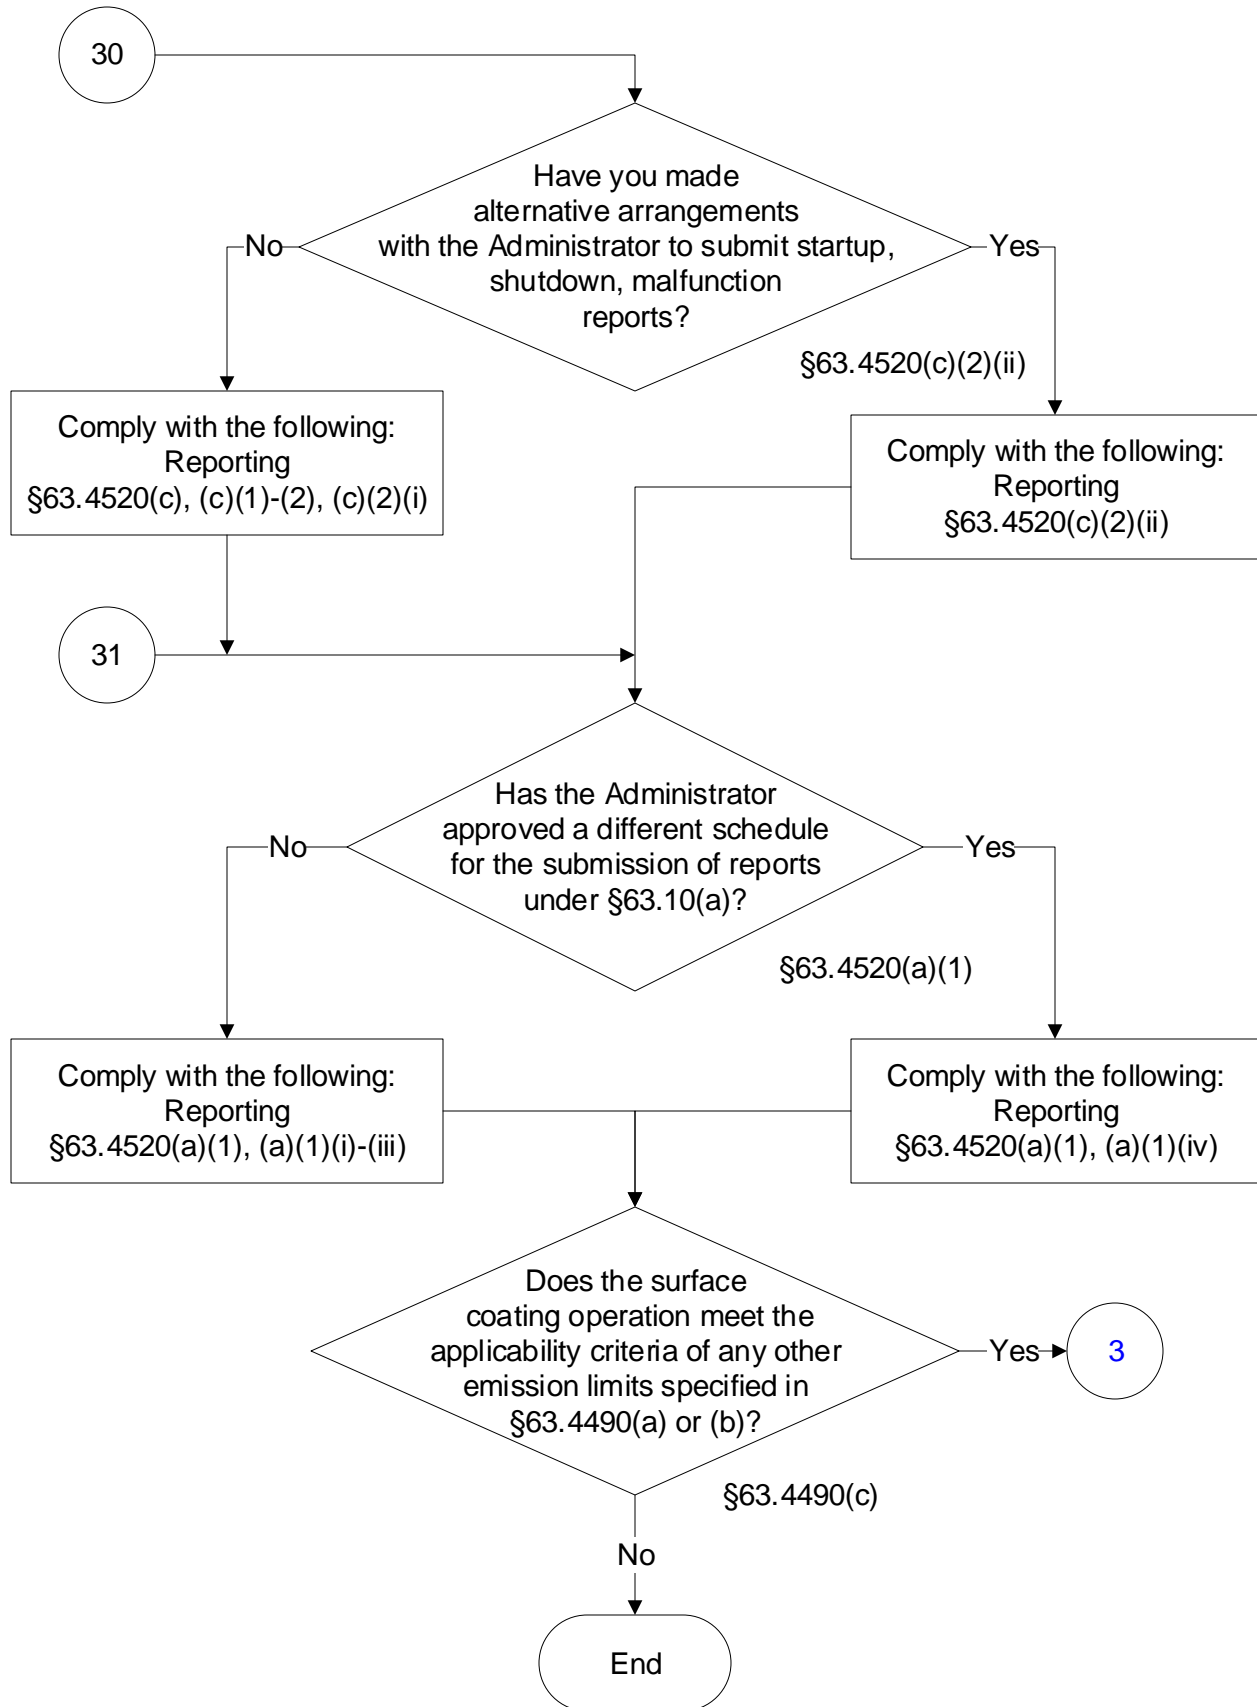 30
Have you made
alternative arrangements
with the Administrator to submit startup,
shutdown, malfunction
reports?
No
Yes
§63.4520(c)(2)(ii)
Comply with the following:
Reporting
§63.4520(c), (c)(1)-(2), (c)(2)(i)
Comply with the following:
Reporting
§63.4520(c)(2)(ii)
31
Has the Administrator
approved a different schedule
for the submission of reports
under §63.10(a)?
No
Yes
§63.4520(a)(1)
Comply with the following:
Reporting
§63.4520(a)(1), (a)(1)(i)-(iii)
Comply with the following:
Reporting
§63.4520(a)(1), (a)(1)(iv)
Does the surface
coating operation meet the
applicability criteria of any other
emission limits specified in
§63.4490(a) or (b)?
Yes
3
§63.4490(c)
No
End